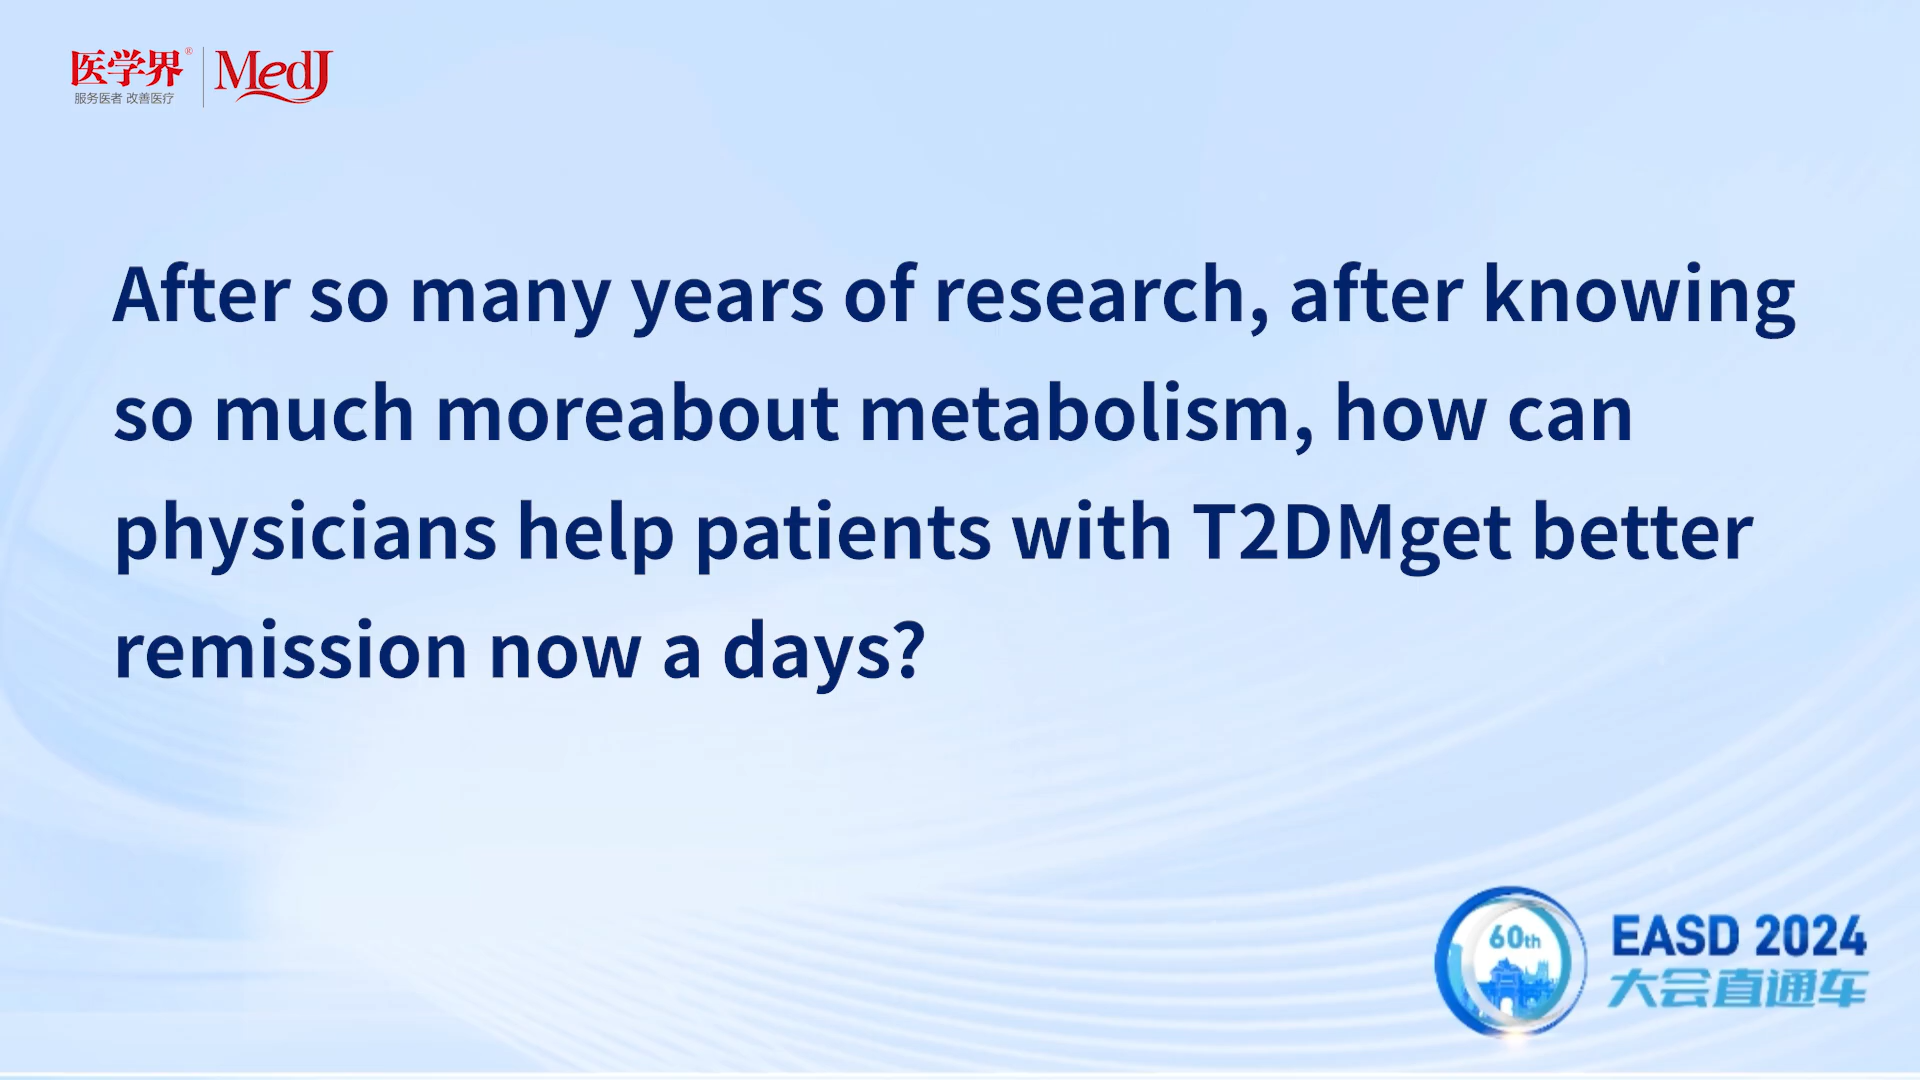 医学界®
服务医者 改善医疗
MedJ
After so many years of research, after knowing
so much moreabout metabolism, how can
physicians help patients with T2DMget better
remission now a days?
60th
EASD 2024
大会直通车